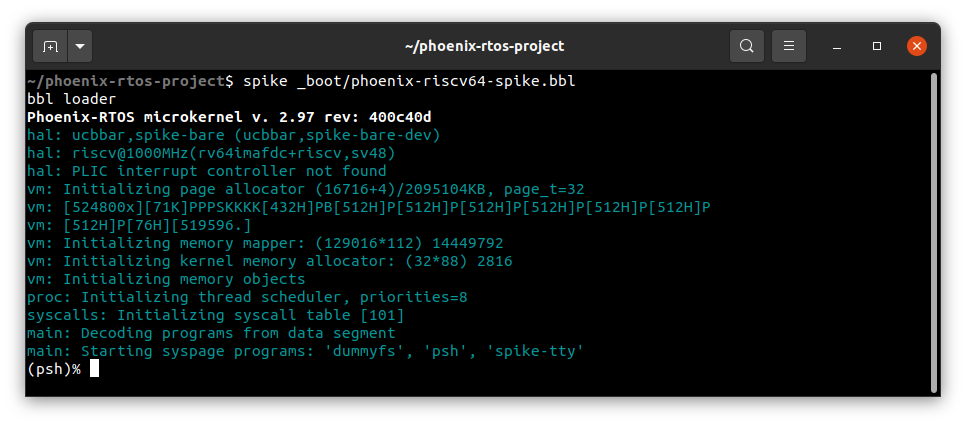 ~/phoenix-rtos-project
~/phoenix-rtos-project$ spike _boot/phoenix-riscv64-spike.bbl
bbl loader
Phoenix-RTOS microkernel v. 2.97 rev: 400c40d
hal: ucbbar,spike-bare (ucbbar,spike-bare-dev)
hal: riscv@1000MHz(rv64imafdc+riscv,sv48)
hal: PLIC interrupt controller not found
vm: Initializing page allocator (16716+4)/2095104KB, page_t=32
vm: [524800x][71K]PPPSKKKK[432H]PB[512H]P[512H]P[512H]P[512H]P[512H]P[512H]P
vm: [512H]P[76H][519596.]
vm: Initializing memory mapper: (129016*112) 14449792
vm: Initializing kernel memory allocator: (32*88) 2816
vm: Initializing memory objects
proc: Initializing thread scheduler, priorities=8
syscalls: Initializing syscall table [101]
main: Decoding programs from data segment
main: Starting syspage programs: 'dummyfs', 'psh', 'spike-tty'
(psh)%